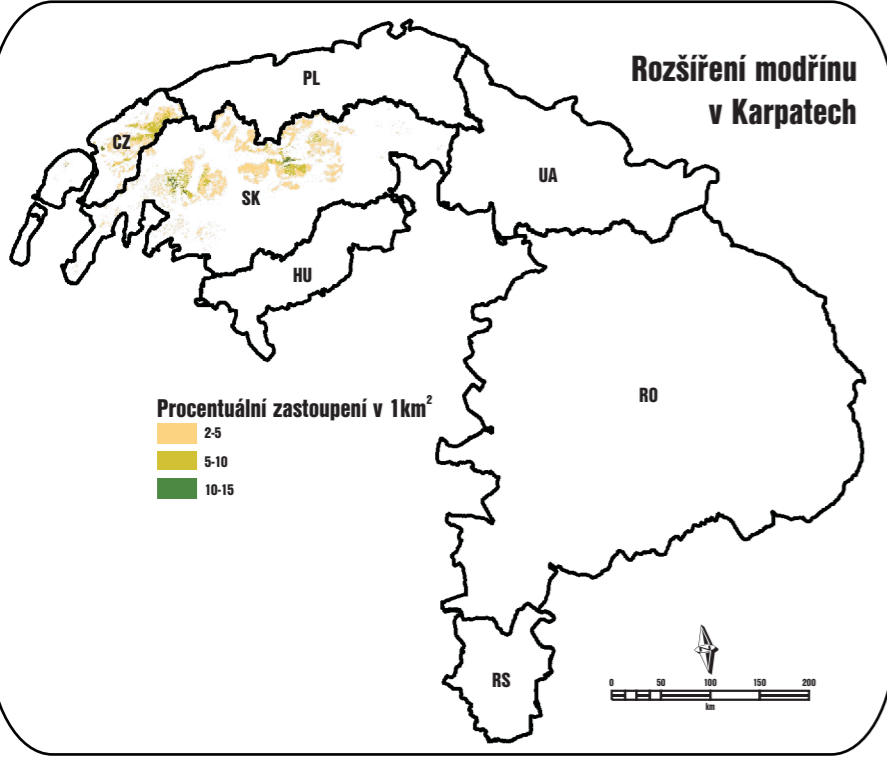 Rozšíření modřínu
v Karpatech
PL
CZ
SK
UA
HU
RO
RS
Procentuální zastoupení v 1km²
2-5
5-10
10-15
0 50 100 150 200
km